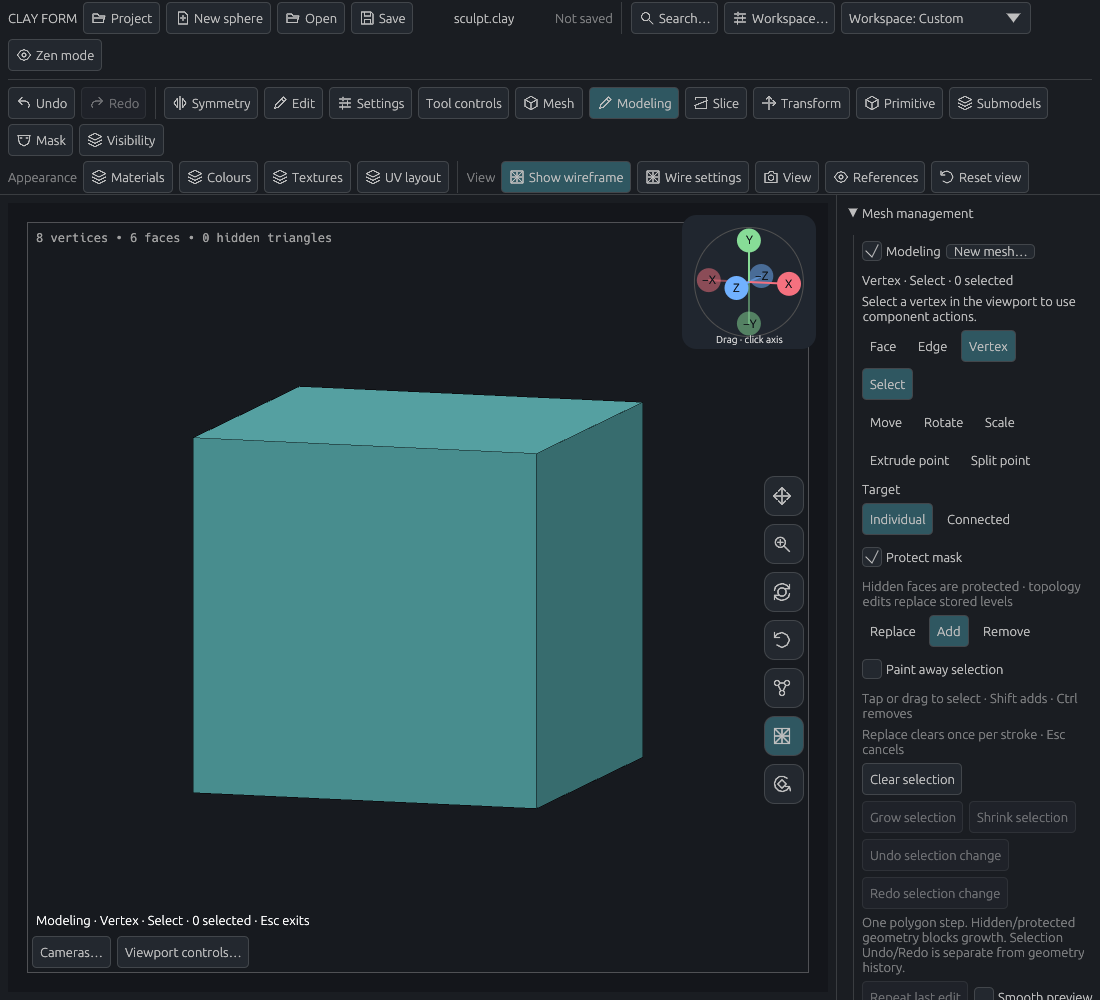 CLAY FORM Project New sphere Open Save sculpt.clay Not saved Search... Workspace... Workspace: Custom
Zen mode
Undo Redo Symmetry Edit Settings Tool controls Mesh Modeling Slice Transform Primitive Submodels
Mask Visibility
Appearance Materials Colours Textures UV layout View Show wireframe Wire settings View References Reset view
8 vertices • 6 faces • 0 hidden triangles
Y
-X
-Z
Z
X
-Y
Drag · click axis
Modeling · Vertex · Select · 0 selected · Esc exits
Cameras... Viewport controls...
Mesh management
Modeling New mesh...
Vertex · Select · 0 selected
Select a vertex in the viewport to use
component actions.
Face Edge Vertex
Select
Move Rotate Scale
Extrude point Split point
Target
Individual Connected
Protect mask
Hidden faces are protected · topology
edits replace stored levels
Replace Add Remove
Paint away selection
Tap or drag to select · Shift adds · Ctrl
removes
Replace clears once per stroke · Esc
cancels
Clear selection
Grow selection Shrink selection
Undo selection change
Redo selection change
One polygon step. Hidden/protected
geometry blocks growth. Selection
Undo/Redo is separate from geometry
history.
Repeat last edit Smooth preview